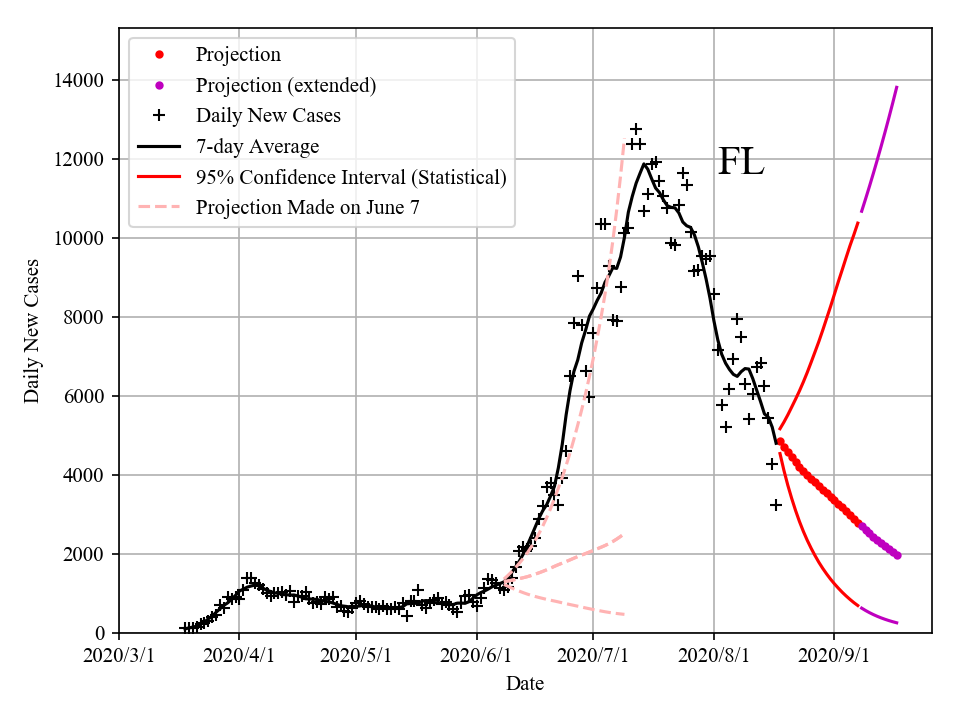 Projection
Projection (extended)
Daily New Cases
7-day Average
95% Confidence Interval (Statistical)
Projection Made on June 7
FL
Daily New Cases
14000
12000
10000
8000
6000
4000
2000
0
2020/3/1 2020/4/1 2020/5/1 2020/6/1 2020/7/1 2020/8/1 2020/9/1
Date